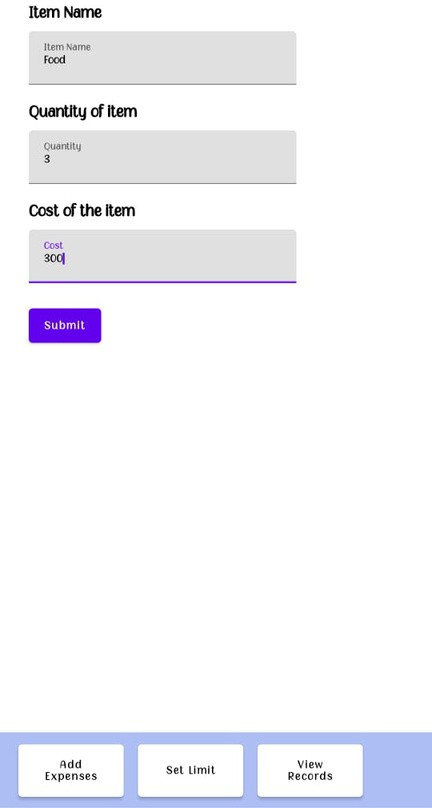 Item Name
Item Name
Food
Quantity of item
Quantity
3
Cost of the item
Cost
300
Submit
Add
Expenses
Set Limit
View
Records